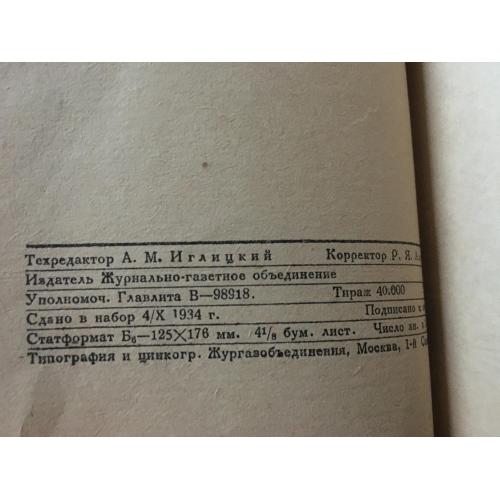 Техредактор А. М. Иглицкий Корректор Р. Я.
Издатель Журнально-газетное объединение
Уполномоч. Главлита В—98918. Тираж 40.000
Сдано в набор 4/X 1934 г. Подписано к
Статформат Б₆—125×176 мм. 4¹/₈ бум. лист. Число зн. в
Типография и цинкогр. Жургазобъединения, Москва, 1-й